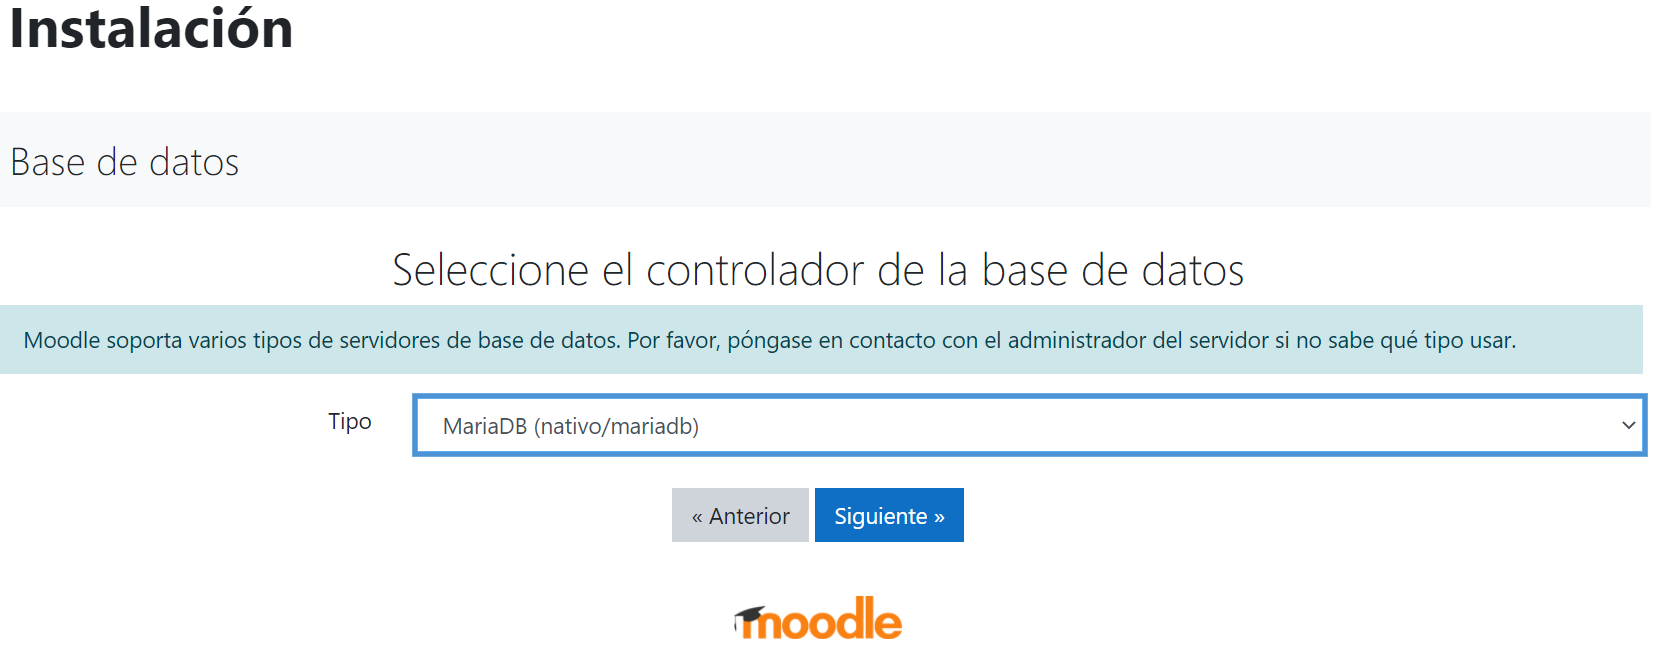 Instalación
Base de datos
Seleccione el controlador de la base de datos
Moodle soporta varios tipos de servidores de base de datos. Por favor, póngase en contacto con el administrador del servidor si no sabe qué tipo usar.
Tipo
MariaDB (nativo/mariadb)
« Anterior
Siguiente »
moodle